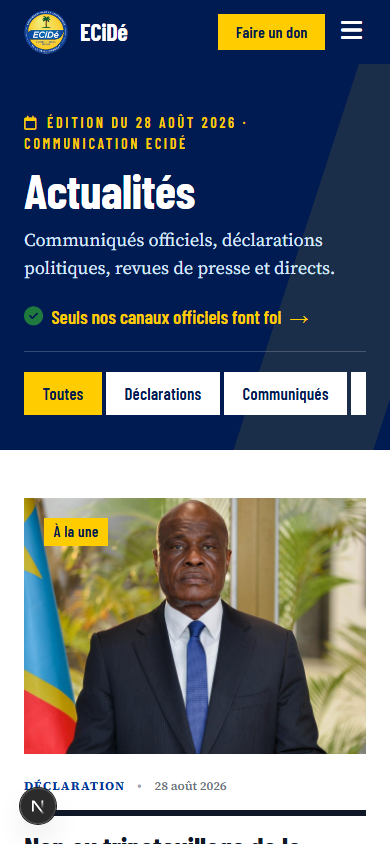 ECiDé
ECiDé
Faire un don
ÉDITION DU 28 AOÛT 2026 ·
COMMUNICATION ECIDÉ
Actualités
Communiqués officiels, déclarations
politiques, revues de presse et directs.
Seuls nos canaux officiels font foi →
Toutes
Déclarations
Communiqués
À la une
DÉCLARATION • 28 août 2026
N